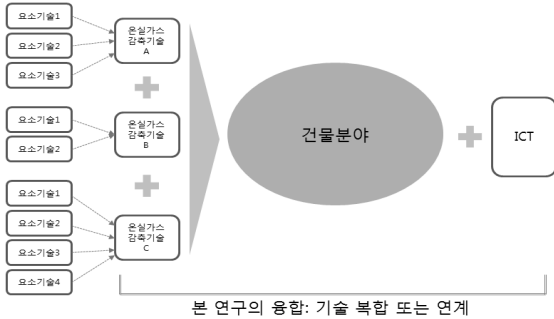 요소기술1
요소기술2
요소기술3
온실가스
감축기술
A
요소기술1
요소기술2
온실가스
감축기술
B
요소기술1
요소기술2
요소기술3
요소기술4
온실가스
감축기술
C
건물분야
ICT
본 연구의 융합: 기술 복합 또는 연계